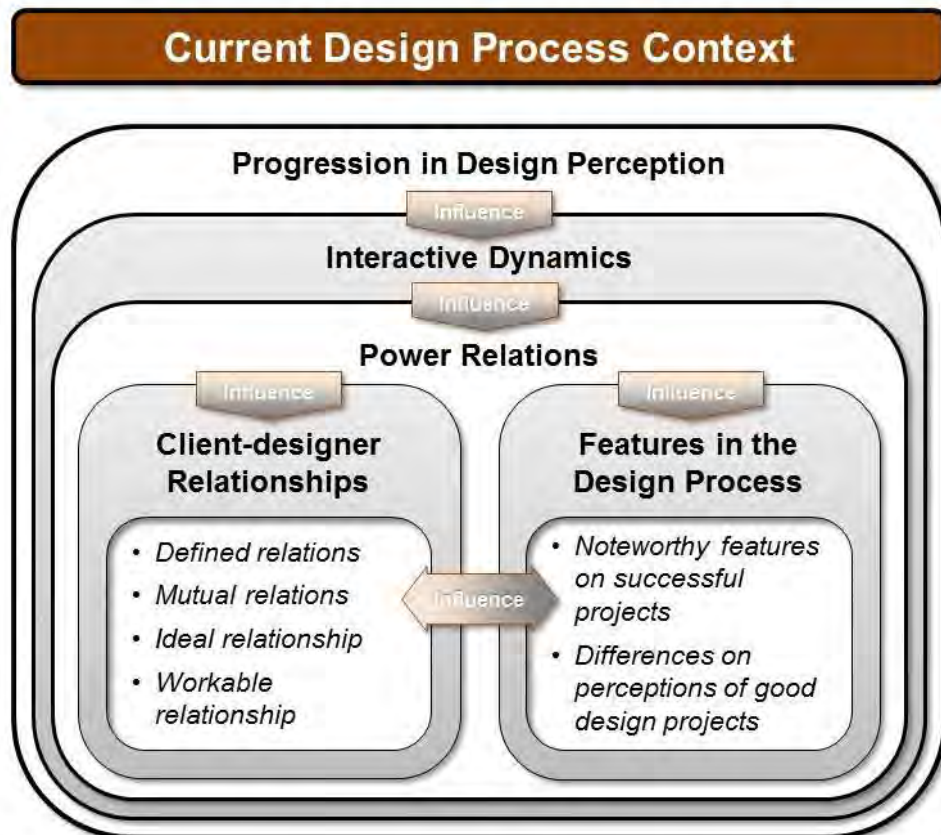 Current Design Process Context
Progression in Design Perception
Influence
Interactive Dynamics
Influence
Power Relations
Influence
Influence
Client-designer
Relationships
Features in the
Design Process
• Defined relations
• Mutual relations
• Ideal relationship
• Workable
relationship
Influence
• Noteworthy features
on successful
projects
• Differences on
perceptions of good
design projects